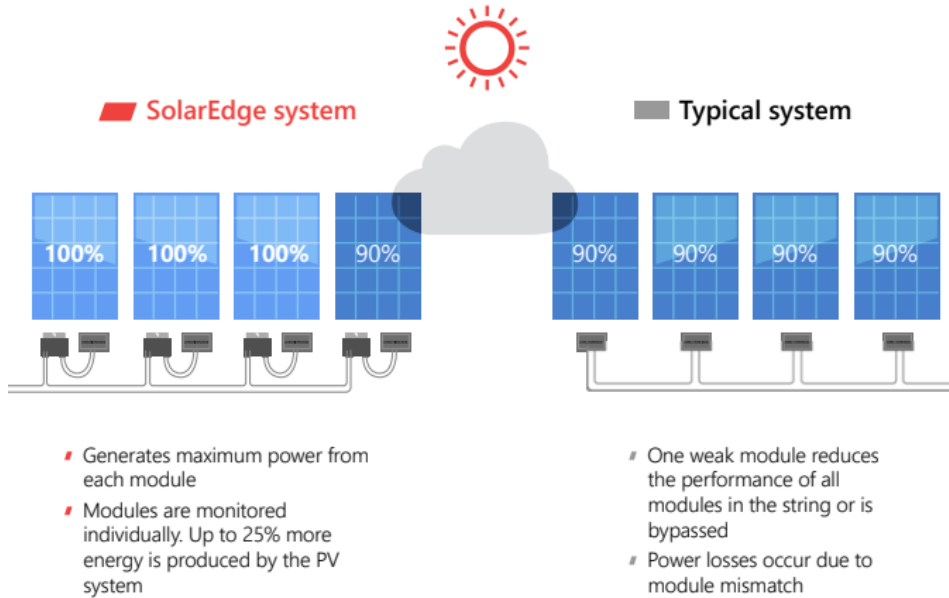 SolarEdge system
Typical system
100%
100%
100%
90%
90%
90%
90%
90%
Generates maximum power from
each module
Modules are monitored
individually. Up to 25% more
energy is produced by the PV
system
One weak module reduces
the performance of all
modules in the string or is
bypassed
Power losses occur due to
module mismatch